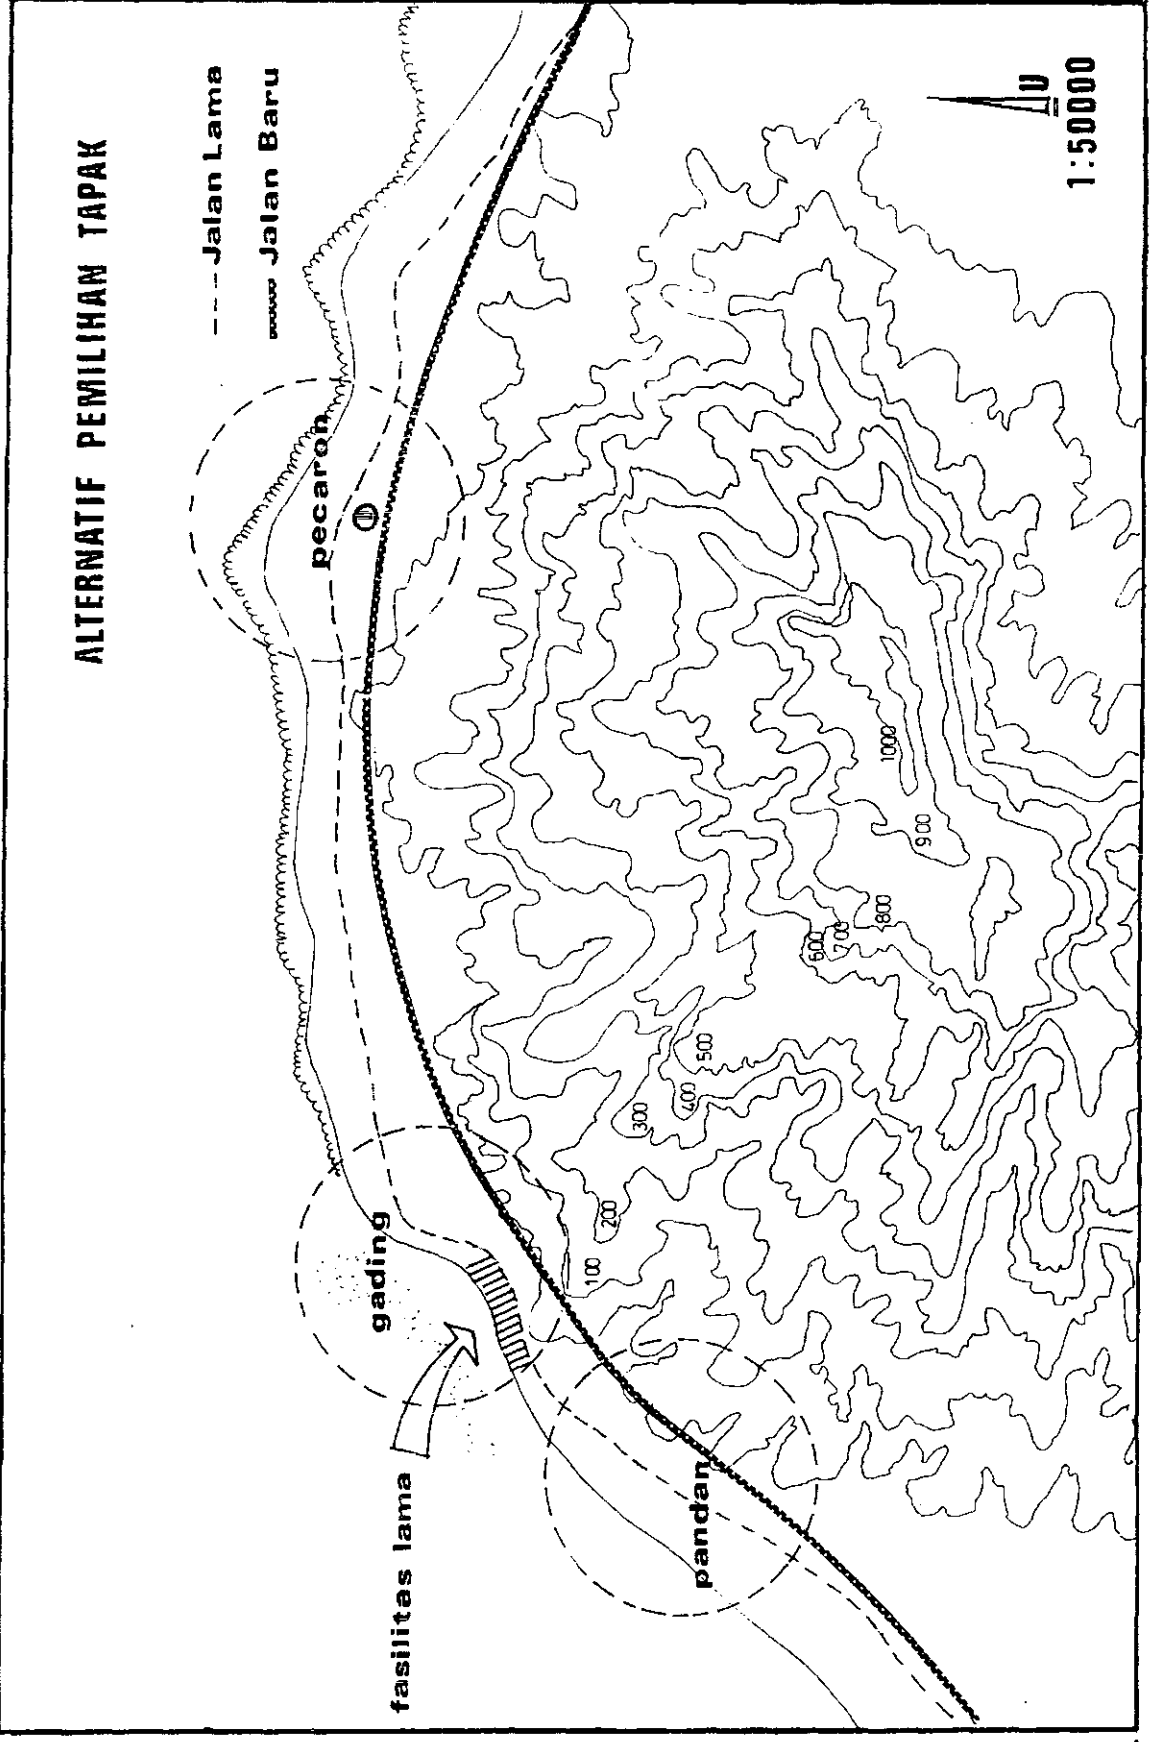 ALTERNATIF PEMILIHAN TAPAK
Jalan Lama
Jalan Baru
pecaron
gading
fasilitas lama
pandan
100
200
300
400
500
600
700
800
900
1000
U
1:50000